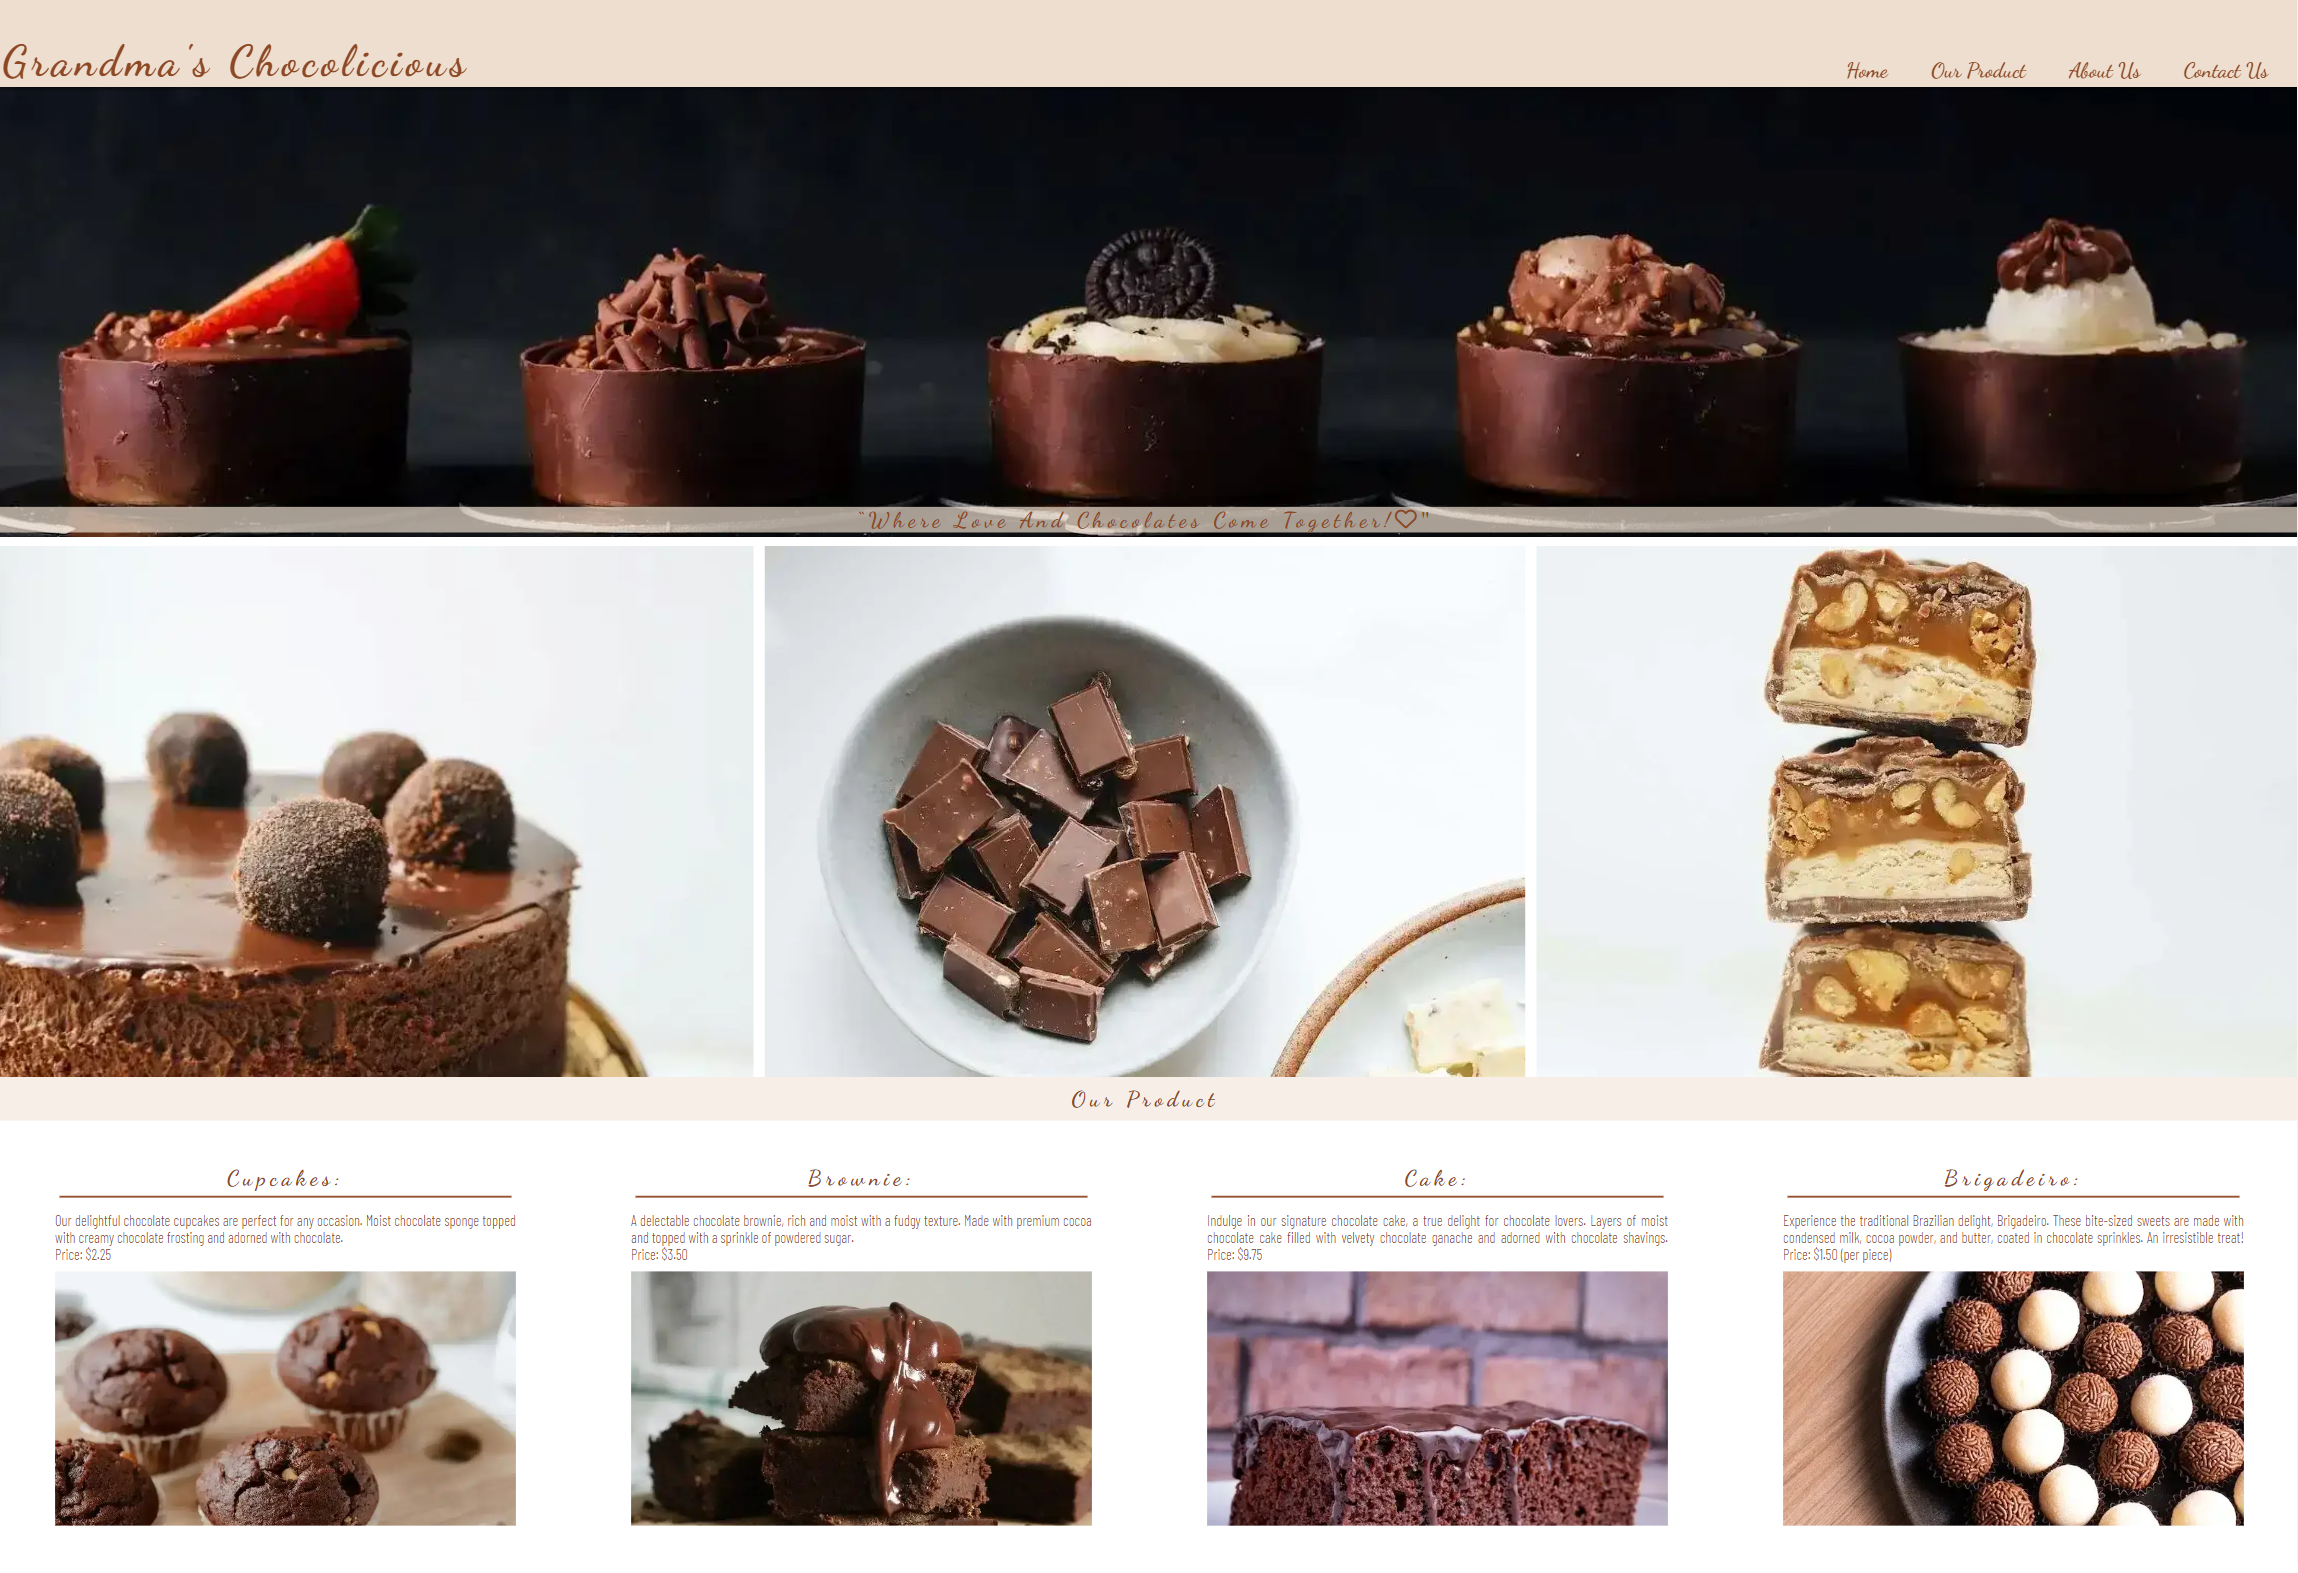 Grandma's Chocolicious
Home Our Product About Us Contact Us
"Where Love And Chocolates Come Together!♡"
Our Product
Cupcakes:
Our delightful chocolate cupcakes are perfect for any occasion. Moist chocolate sponge topped
with creamy chocolate frosting and adorned with chocolate.
Price: $2.25
Brownie:
A delectable chocolate brownie, rich and moist with a fudgy texture. Made with premium cocoa
and topped with a sprinkle of powdered sugar.
Price: $3.50
Cake:
Indulge in our signature chocolate cake, a true delight for chocolate lovers. Layers of moist
chocolate cake filled with velvety chocolate ganache and adorned with chocolate shavings.
Price: $9.75
Brigadeiro:
Experience the traditional Brazilian delight, Brigadeiro. These bite-sized sweets are made with
condensed milk, cocoa powder, and butter, coated in chocolate sprinkles. An irresistible treat!
Price: $1.50 (per piece)